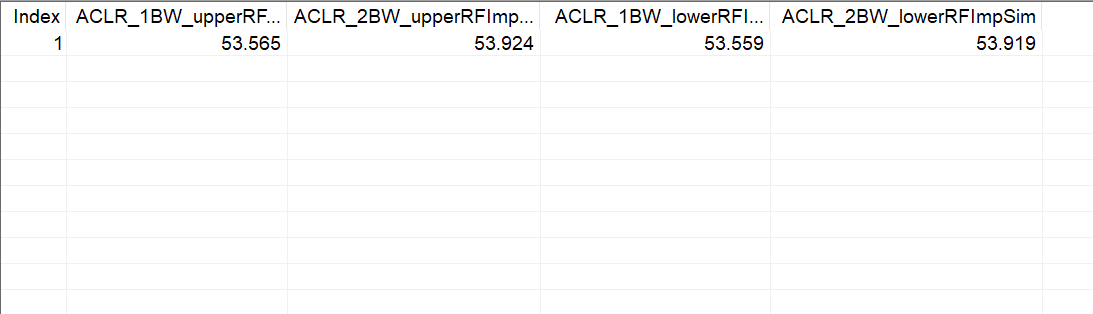 Index ACLR_1BW_upperRF... ACLR_2BW_upperRFImp... ACLR_1BW_lowerRFI... ACLR_2BW_lowerRFImpSim
1 53.565 53.924 53.559 53.919